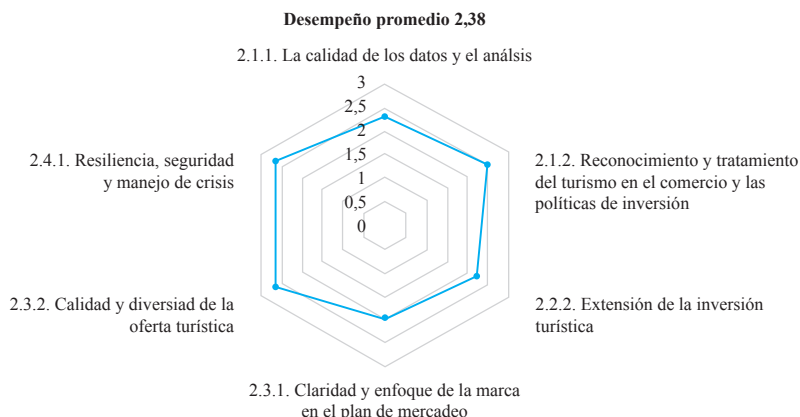 Desempeño promedio 2,38
2.1.1. La calidad de los datos y el análsis
3
2,5
2
1,5
1
0,5
0
2.4.1. Resiliencia, seguridad
y manejo de crisis
2.1.2. Reconocimiento y tratamiento
del turismo en el comercio y las
políticas de inversión
2.3.2. Calidad y diversiad de la
oferta turística
2.2.2. Extensión de la inversión
turística
2.3.1. Claridad y enfoque de la marca
en el plan de mercadeo